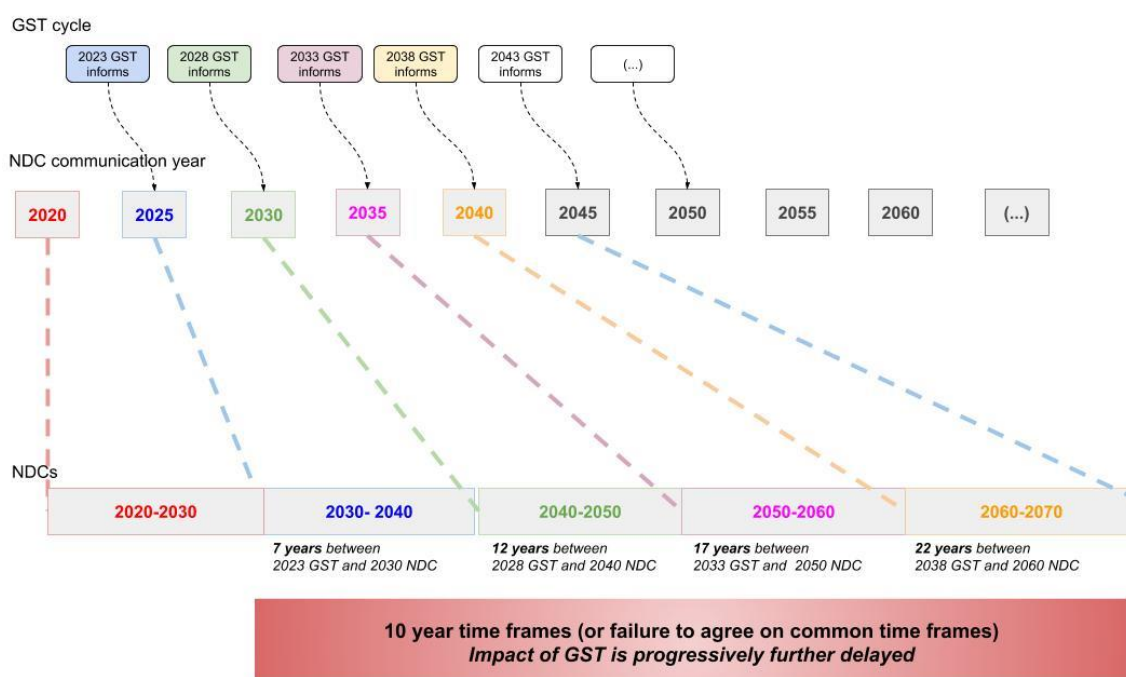 GST cycle
2023 GST
informs
2028 GST
informs
2033 GST
informs
2038 GST
informs
2043 GST
informs
(...)
NDC communication year
2020
2025
2030
2035
2040
2045
2050
2055
2060
(...)
NDCs
2020-2030
2030- 2040
2040-2050
2050-2060
2060-2070
7 years between
2023 GST and 2030 NDC
12 years between
2028 GST and 2040 NDC
17 years between
2033 GST and 2050 NDC
22 years between
2038 GST and 2060 NDC
10 year time frames (or failure to agree on common time frames)
Impact of GST is progressively further delayed